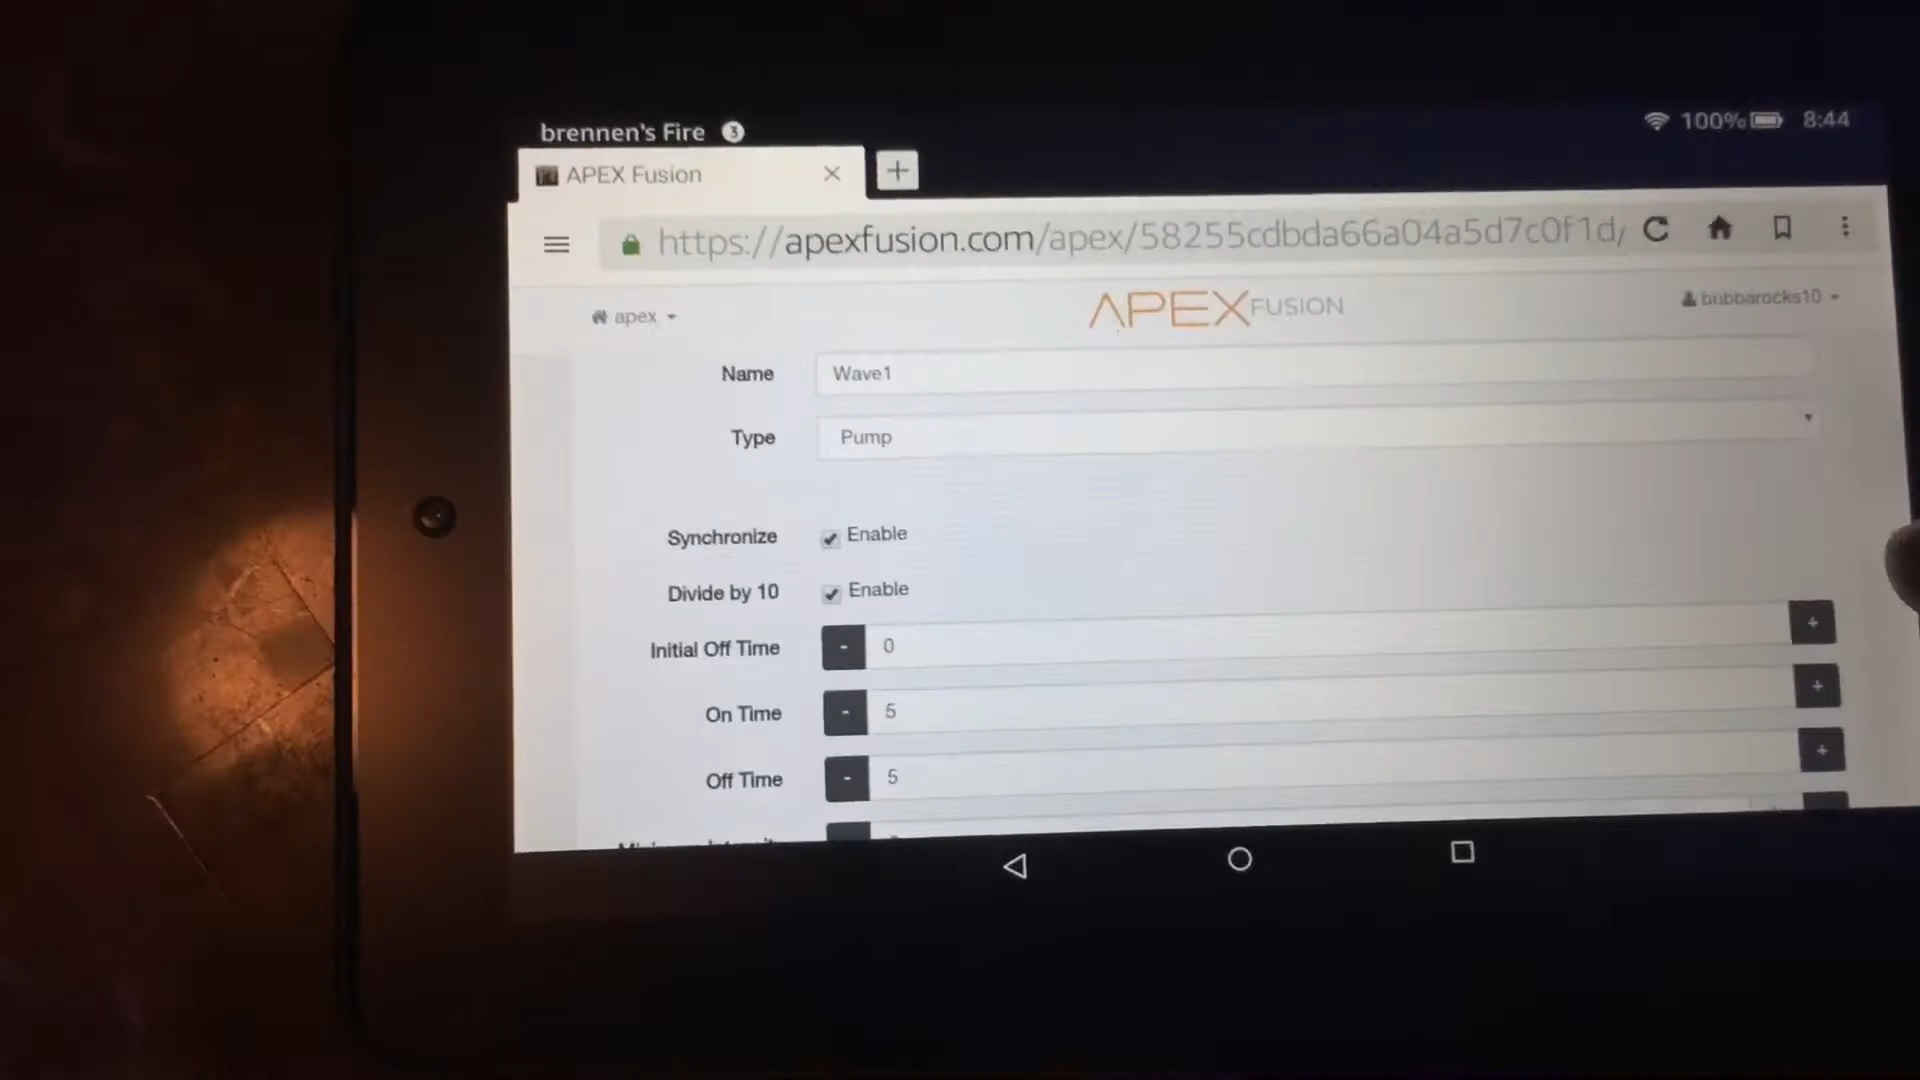 brennen's Fire 3
100% 8:44
APEX Fusion
https://apexfusion.com/apex/58255cdbda66a04a5d7c0f1d/
apex
APEX FUSION
bubbarocks10
Name Wave1
Type Pump
Synchronize Enable
Divide by 10 Enable
Initial Off Time - 0 +
On Time - 5 +
Off Time - 5 +